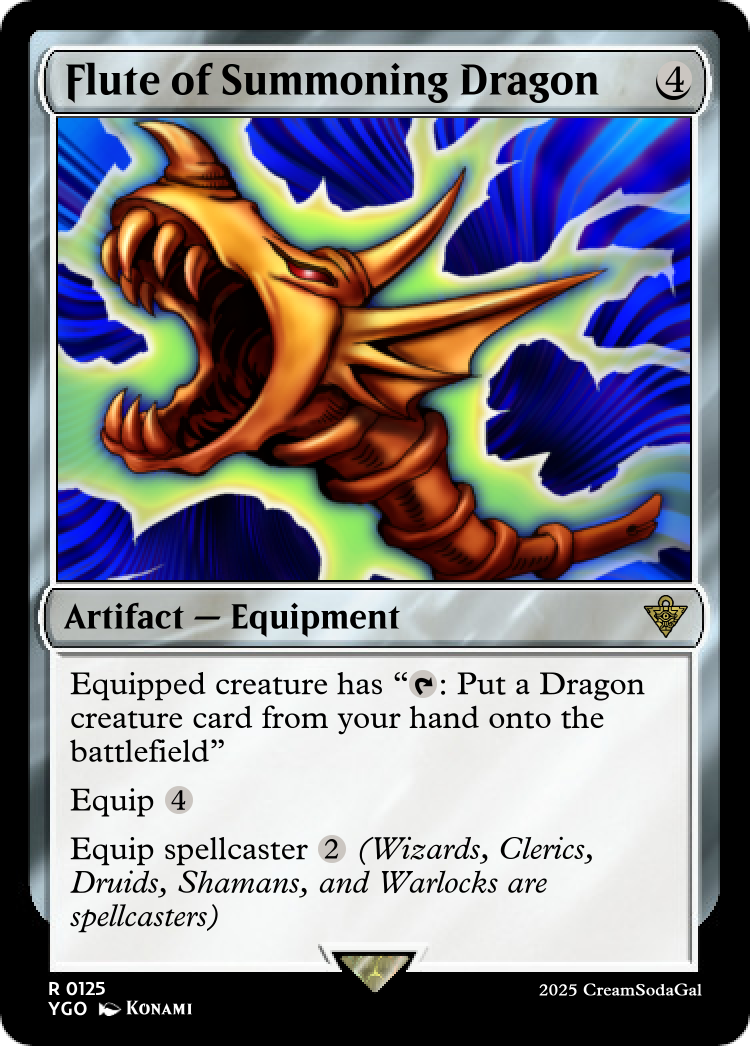 Flute of Summoning Dragon 4
Artifact — Equipment
Equipped creature has “: Put a Dragon
creature card from your hand onto the
battlefield”
Equip 4
Equip spellcaster 2 (Wizards, Clerics,
Druids, Shamans, and Warlocks are
spellcasters)
R 0125
YGO KONAMI
2025 CreamSodaGal